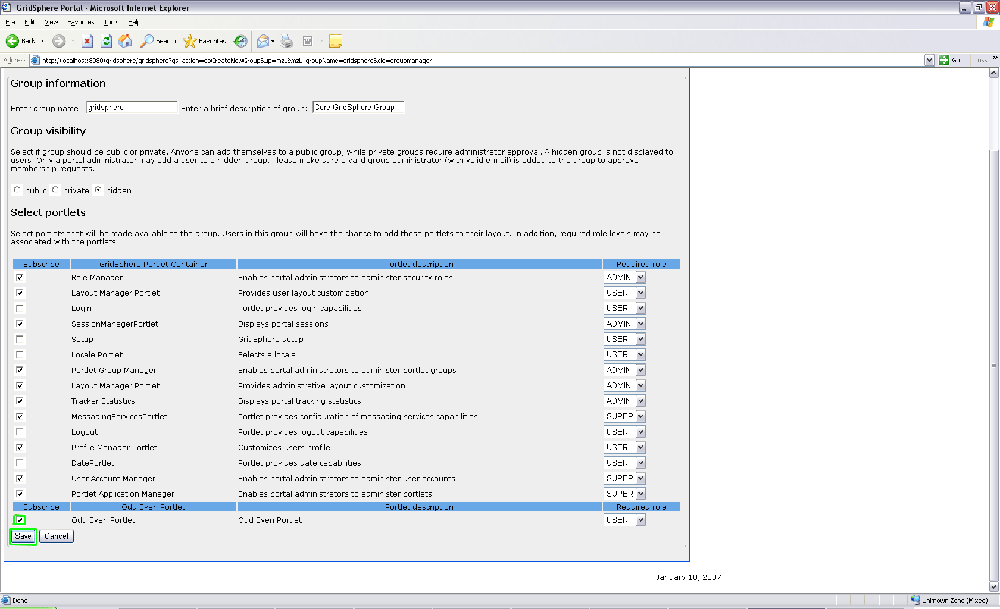 GridSphere Portal - Microsoft Internet Explorer
File Edit View Favorites Tools Help
Back Search Favorites
Address http://localhost:8080/gridsphere/gridsphere?gs_action=doCreateNewGroup&up=mzL&mzL_groupName=gridsphere&cid=groupmanager Go Links »
Group information
Enter group name: gridsphere Enter a brief description of group: Core GridSphere Group
Group visibility
Select if group should be public or private. Anyone can add themselves to a public group, while private groups require administrator approval. A hidden group is not displayed to
users. Only a portal administrator may add a user to a hidden group. Please make sure a valid group administrator (with valid e-mail) is added to the group to approve
membership requests.
public private hidden
Select portlets
Select portlets that will be made available to the group. Users in this group will have the chance to add these portlets to their layout. In addition, required role levels may be
associated with the portlets
Subscribe GridSphere Portlet Container Portlet description Required role
Role Manager Enables portal administrators to administer security roles ADMIN
Layout Manager Portlet Provides user layout customization USER
Login Portlet provides login capabilities USER
SessionManagerPortlet Displays portal sessions ADMIN
Setup GridSphere setup USER
Locale Portlet Selects a locale USER
Portlet Group Manager Enables portal administrators to administer portlet groups ADMIN
Layout Manager Portlet Provides administrative layout customization ADMIN
Tracker Statistics Displays portal tracking statistics ADMIN
MessagingServicesPortlet Portlet provides configuration of messaging services capabilities SUPER
Logout Portlet provides logout capabilities USER
Profile Manager Portlet Customizes users profile USER
DatePortlet Portlet provides date capabilities USER
User Account Manager Enables portal administrators to administer user accounts SUPER
Portlet Application Manager Enables portal administrators to administer portlets SUPER
Subscribe Odd Even Portlet Portlet description Required role
Odd Even Portlet Odd Even Portlet USER
Save Cancel
January 10, 2007
Done Unknown Zone (Mixed)